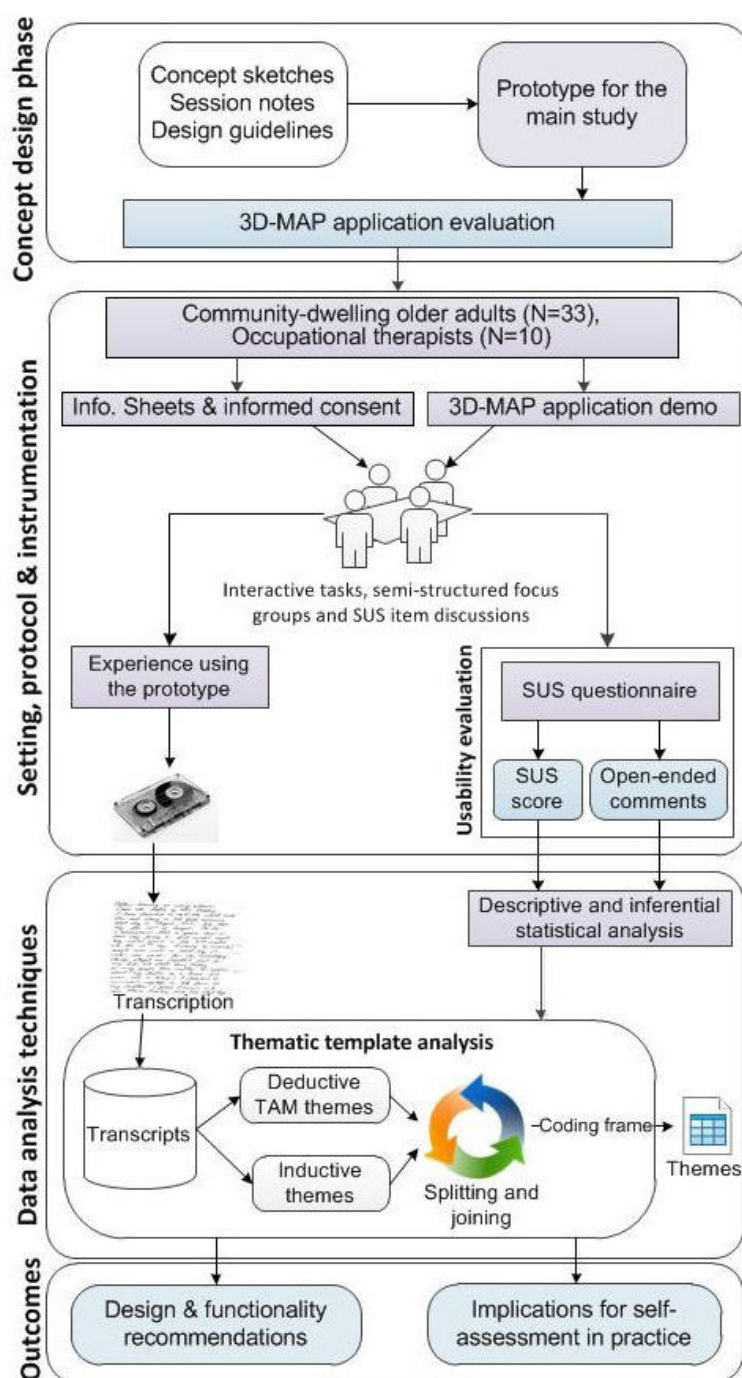 Concept design phase
Concept sketches
Session notes
Design guidelines
Prototype for the
main study
3D-MAP application evaluation
Setting, protocol & instrumentation
Community-dwelling older adults (N=33),
Occupational therapists (N=10)
Info. Sheets & informed consent
3D-MAP application demo
Interactive tasks, semi-structured focus
groups and SUS item discussions
Experience using
the prototype
Usability evaluation
SUS questionnaire
SUS
score
Open-ended
comments
Data analysis techniques
Transcription
Descriptive and inferential
statistical analysis
Thematic template analysis
Transcripts
Deductive
TAM themes
Inductive
themes
Splitting and
joining
Coding frame
Themes
Outcomes
Design & functionality
recommendations
Implications for self-
assessment in practice